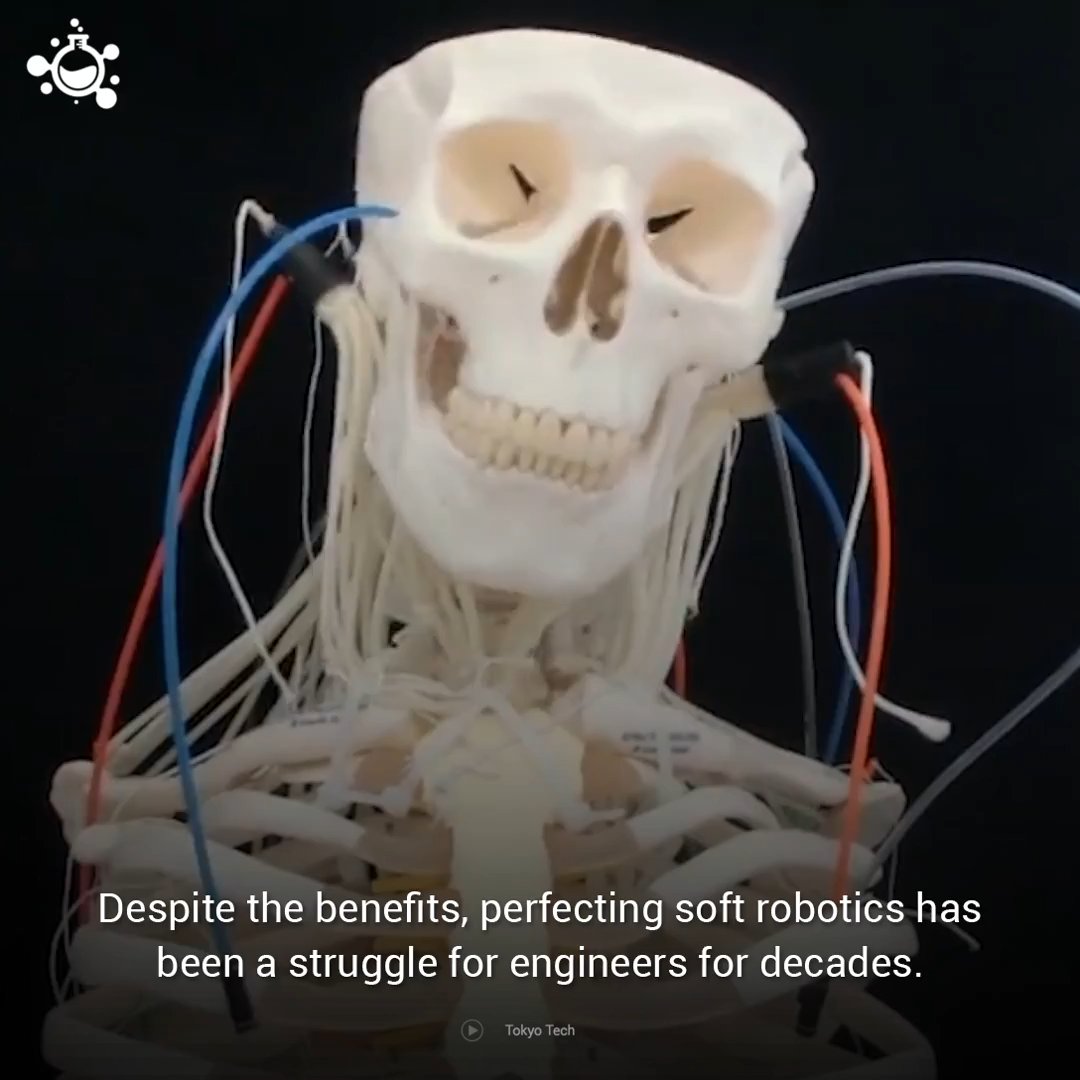 Despite the benefits, perfecting soft robotics has
been a struggle for engineers for decades.
Tokyo Tech